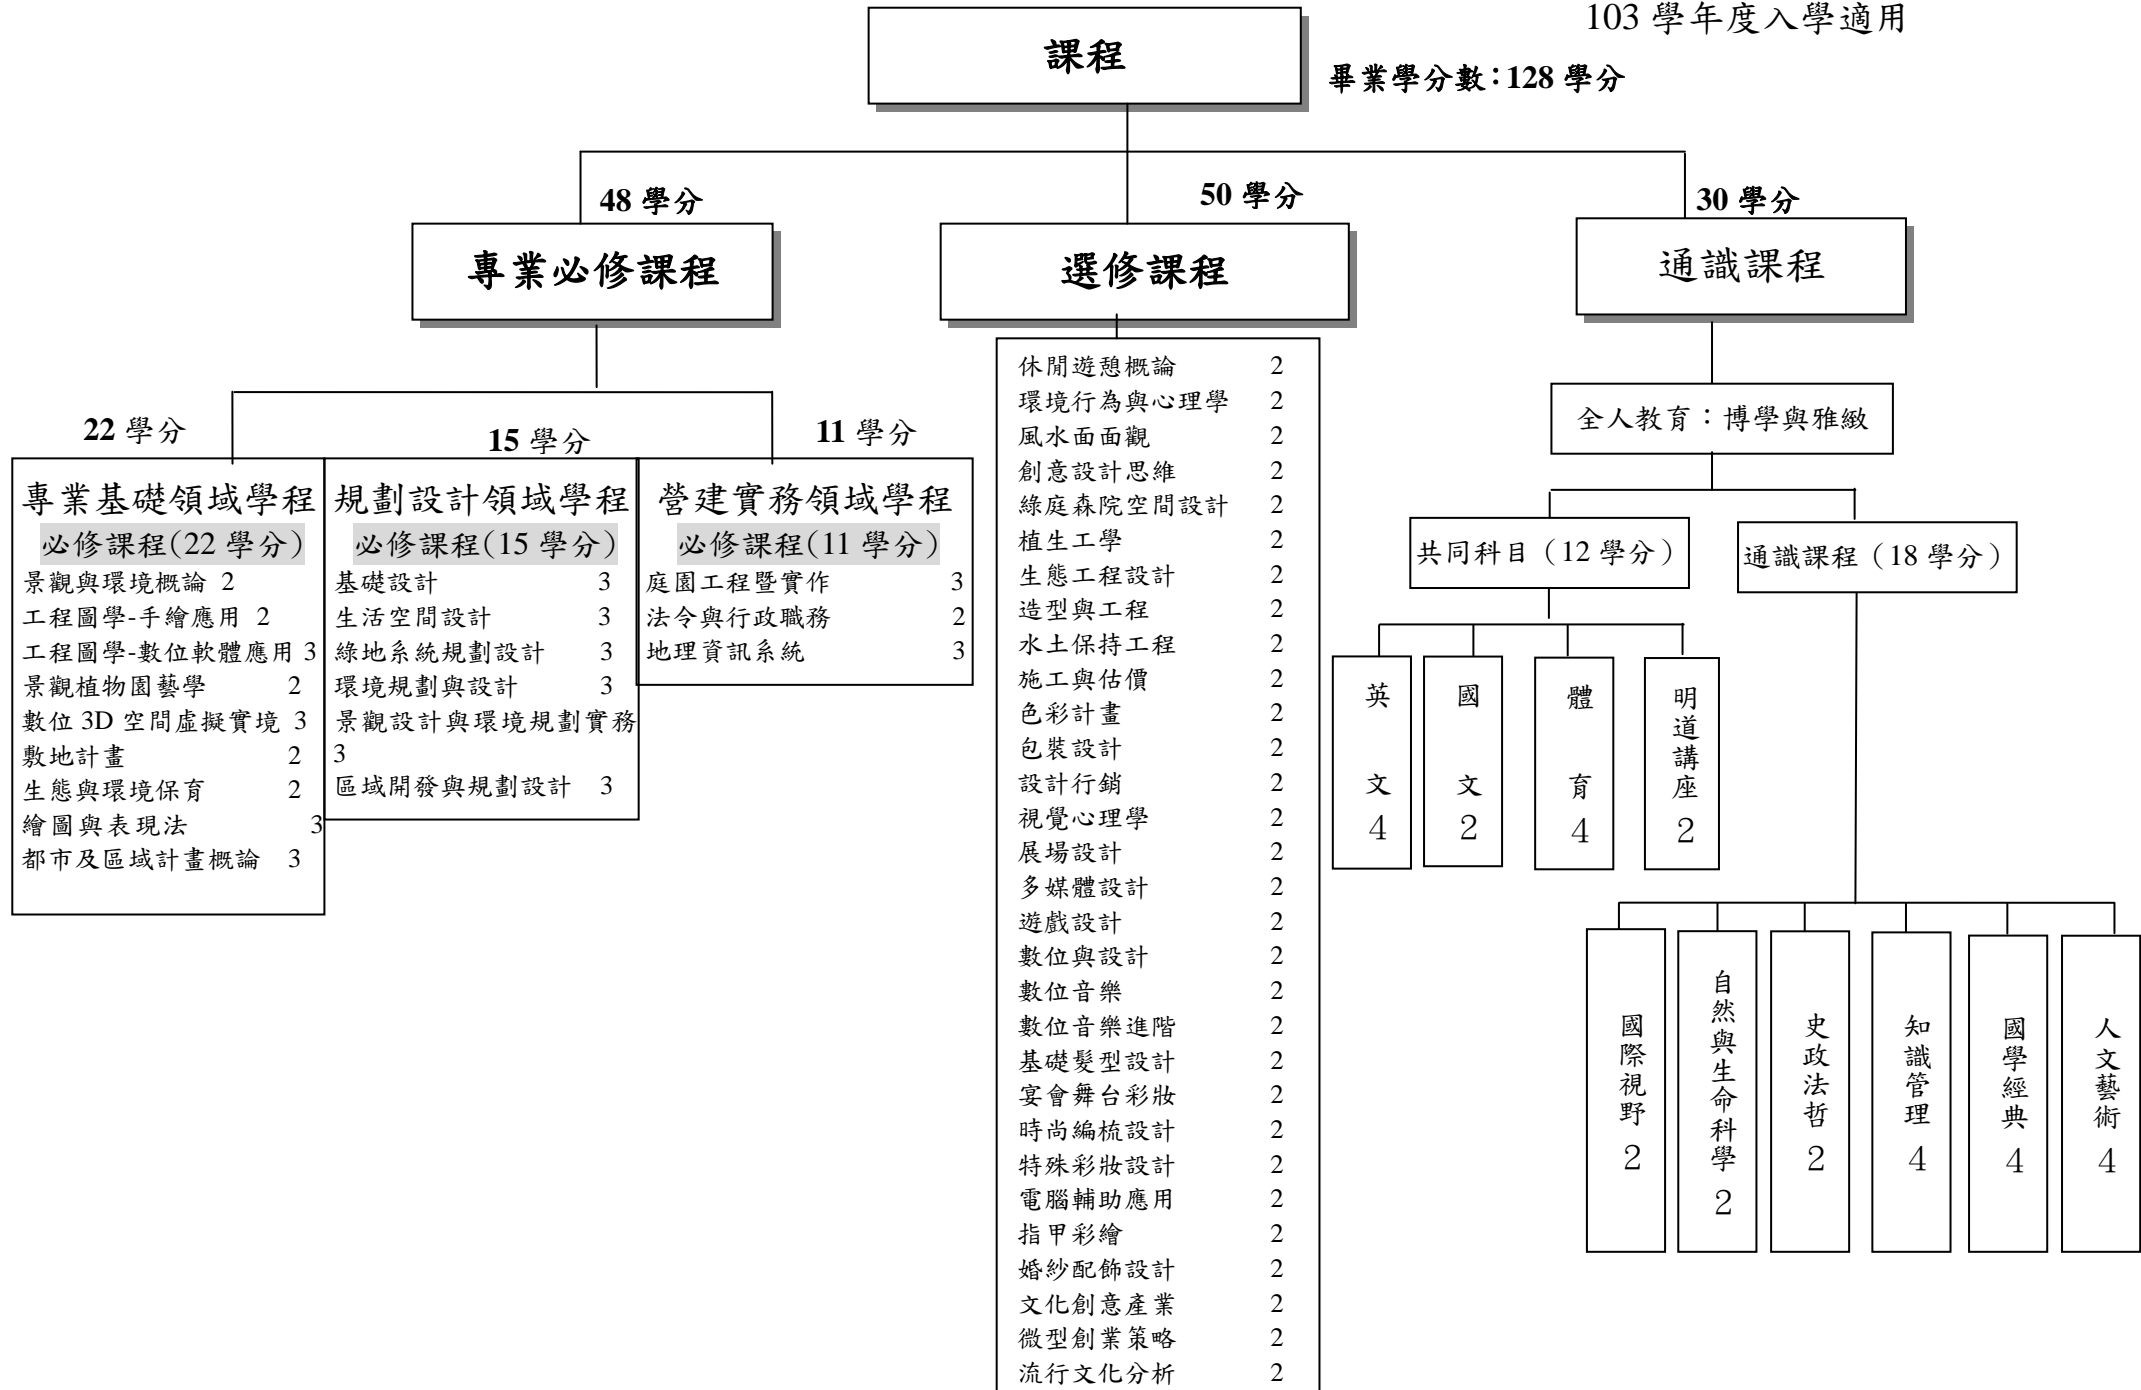 103 學年度入學適用
課程
畢業學分數：128 學分
48 學分
50 學分
30 學分
專業必修課程
選修課程
通識課程
22 學分
15 學分
11 學分
專業基礎領域學程
必修課程(22 學分)
景觀與環境概論 2
工程圖學-手繪應用 2
工程圖學-數位軟體應用 3
景觀植物園藝學 2
數位 3D 空間虛擬實境 3
敷地計畫 2
生態與環境保育 2
繪圖與表現法 3
都市及區域計畫概論 3
規劃設計領域學程
必修課程(15 學分)
基礎設計 3
生活空間設計 3
綠地系統規劃設計 3
環境規劃與設計 3
景觀設計與環境規劃實務
3
區域開發與規劃設計 3
營建實務領域學程
必修課程(11 學分)
庭園工程暨實作 3
法令與行政職務 2
地理資訊系統 3
休閒遊憩概論 2
環境行為與心理學 2
風水面面觀 2
創意設計思維 2
綠庭森院空間設計 2
植生工學 2
生態工程設計 2
造型與工程 2
水土保持工程 2
施工與估價 2
色彩計畫 2
包裝設計 2
設計行銷 2
視覺心理學 2
展場設計 2
多媒體設計 2
遊戲設計 2
數位與設計 2
數位音樂 2
數位音樂進階 2
基礎髮型設計 2
宴會舞台彩妝 2
時尚編梳設計 2
特殊彩妝設計 2
電腦輔助應用 2
指甲彩繪 2
婚紗配飾設計 2
文化創意產業 2
微型創業策略 2
流行文化分析 2
全人教育：博學與雅緻
共同科目（12 學分）
通識課程（18 學分）
英文 4
國文 2
體育 4
明道講座 2
國際視野 2
自然與生命科學 2
史政法哲 2
知識管理 4
國學經典 4
人文藝術 4